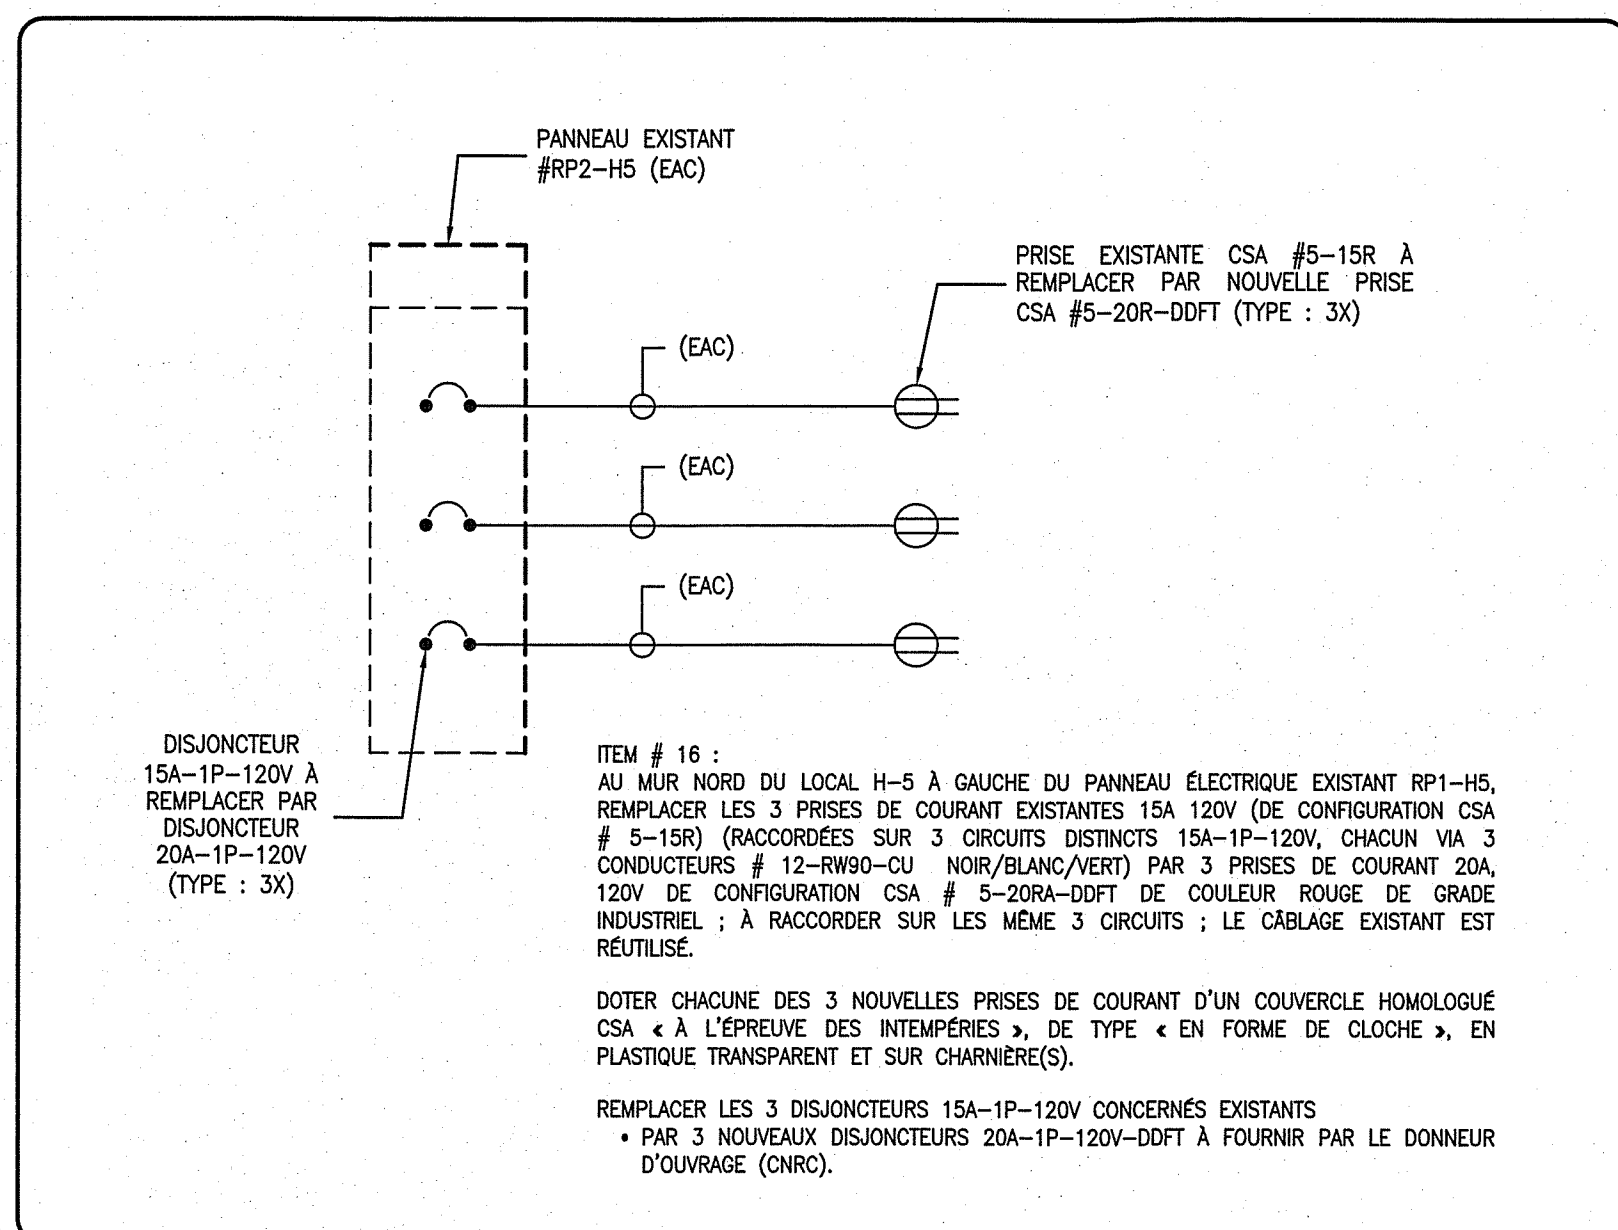 PANNEAU EXISTANT
#RP2-H5 (EAC)
PRISE EXISTANTE CSA #5-15R À
REMPLACER PAR NOUVELLE PRISE
CSA #5-20R-DDFT (TYPE : 3X)
(EAC)
(EAC)
(EAC)
DISJONCTEUR
15A-1P-120V À
REMPLACER PAR
DISJONCTEUR
20A-1P-120V
(TYPE : 3X)
ITEM # 16 :
AU MUR NORD DU LOCAL H-5 À GAUCHE DU PANNEAU ÉLECTRIQUE EXISTANT RP1-H5,
REMPLACER LES 3 PRISES DE COURANT EXISTANTES 15A 120V (DE CONFIGURATION CSA
# 5-15R) (RACCORDÉES SUR 3 CIRCUITS DISTINCTS 15A-1P-120V, CHACUN VIA 3
CONDUCTEURS # 12-RW90-CU NOIR/BLANC/VERT) PAR 3 PRISES DE COURANT 20A,
120V DE CONFIGURATION CSA # 5-20RA-DDFT DE COULEUR ROUGE DE GRADE
INDUSTRIEL ; À RACCORDER SUR LES MÊME 3 CIRCUITS ; LE CÂBLAGE EXISTANT EST
RÉUTILISÉ.
DOTER CHACUNE DES 3 NOUVELLES PRISES DE COURANT D'UN COUVERCLE HOMOLOGUÉ
CSA « À L'ÉPREUVE DES INTEMPÉRIES », DE TYPE « EN FORME DE CLOCHE », EN
PLASTIQUE TRANSPARENT ET SUR CHARNIÈRE(S).
REMPLACER LES 3 DISJONCTEURS 15A-1P-120V CONCERNÉS EXISTANTS
• PAR 3 NOUVEAUX DISJONCTEURS 20A-1P-120V-DDFT À FOURNIR PAR LE DONNEUR
D'OUVRAGE (CNRC).